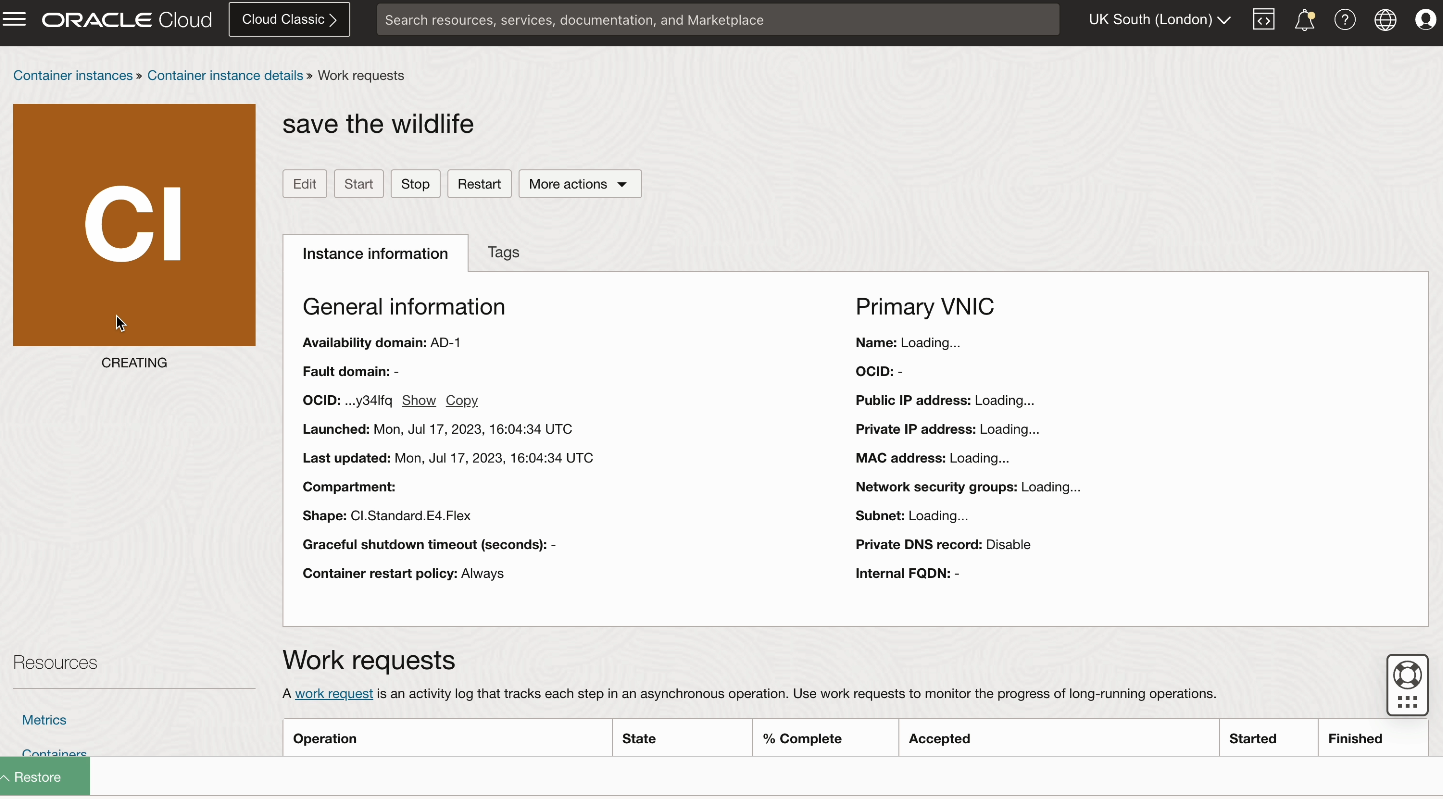 ORACLE Cloud
Cloud Classic
Search resources, services, documentation, and Marketplace
UK South (London)
Container instances » Container instance details » Work requests
CI
CREATING
save the wildlife
Edit
Start
Stop
Restart
More actions
Instance information
Tags
General information
Availability domain: AD-1
Fault domain: -
OCID: ...y34lfq Show Copy
Launched: Mon, Jul 17, 2023, 16:04:34 UTC
Last updated: Mon, Jul 17, 2023, 16:04:34 UTC
Compartment:
Shape: CI.Standard.E4.Flex
Graceful shutdown timeout (seconds): -
Container restart policy: Always
Primary VNIC
Name: Loading...
OCID: -
Public IP address: Loading...
Private IP address: Loading...
MAC address: Loading...
Network security groups: Loading...
Subnet: Loading...
Private DNS record: Disable
Internal FQDN: -
Resources
Metrics
Containers
Work requests
A work request is an activity log that tracks each step in an asynchronous operation. Use work requests to monitor the progress of long-running operations.
Operation State % Complete Accepted Started Finished
Restore